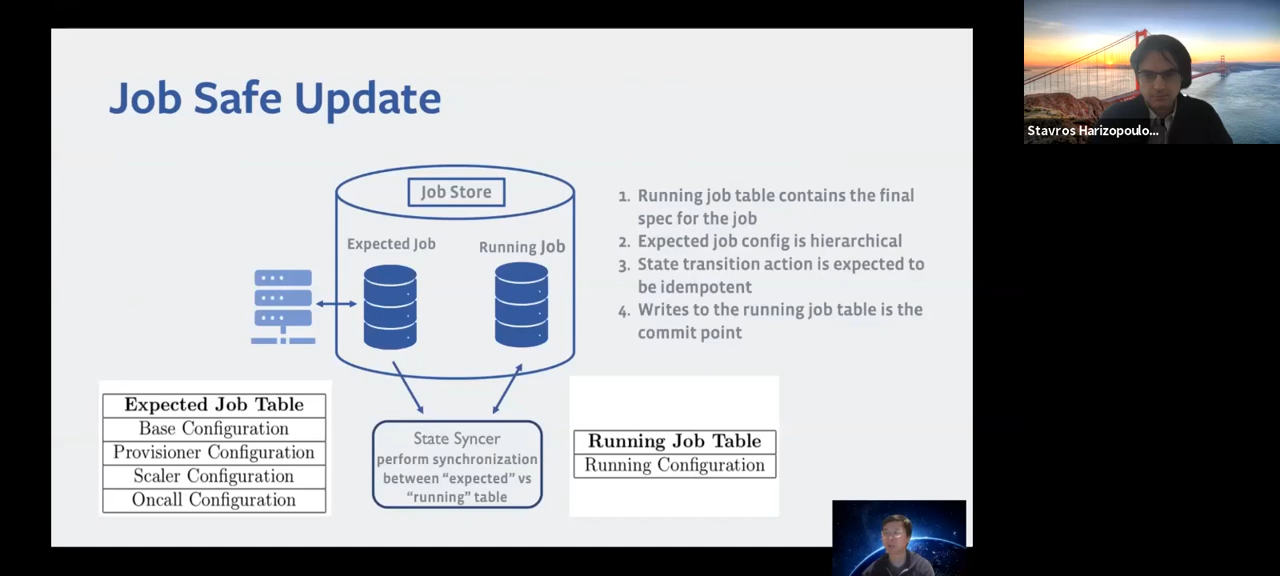 Job Safe Update
Job Store
Expected Job
Running Job
1. Running job table contains the final
spec for the job
2. Expected job config is hierarchical
3. State transition action is expected to
be idempotent
4. Writes to the running job table is the
commit point
Expected Job Table
Base Configuration
Provisioner Configuration
Scaler Configuration
Oncall Configuration
State Syncer
perform synchronization
between “expected” vs
“running” table
Running Job Table
Running Configuration
Stavros Harizopoulo...